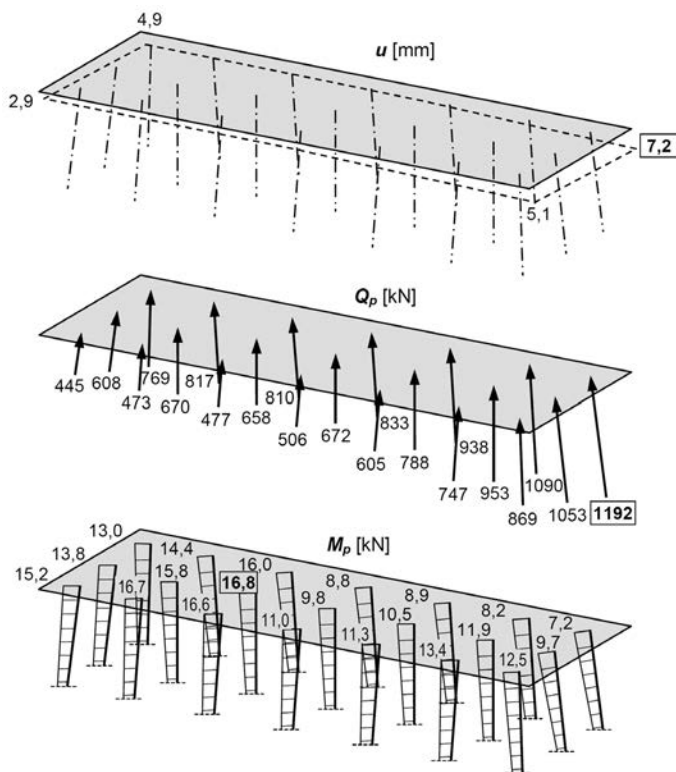 4,9
u [mm]
2,9
7,2
5,1
Q_p [kN]
445 608 769 817 810 833 938
473 670 477 658 506 672 605 788 747 953 1090
869 1053 1192
M_p [kN]
13,0
13,8 14,4 16,0 8,8 8,9 8,2 7,2
15,2 16,7 15,8 16,8 9,8 10,5 11,9 9,7
16,6 11,0 11,3 13,4 12,5